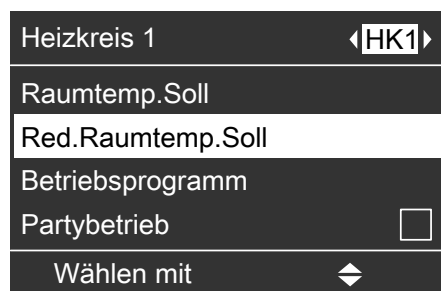 Heizkreis 1 HK1
Raumtemp.Soll
Red.Raumtemp.Soll
Betriebsprogramm
Partybetrieb
Wählen mit